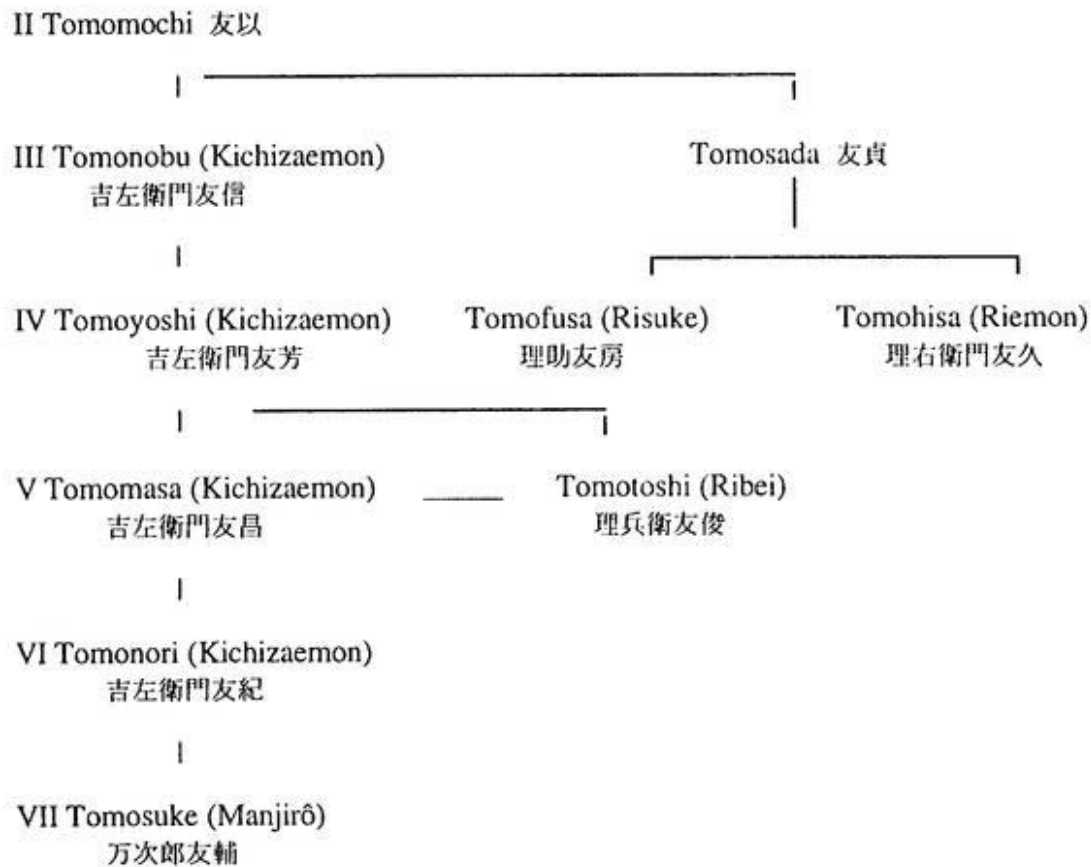 II Tomomochi 友以
III Tomonobu (Kichizaemon)
吉左衛門友信
Tomosada 友貞
IV Tomoyoshi (Kichizaemon)
吉左衛門友芳
Tomofusa (Risuke)
理助友房
Tomohisa (Riemon)
理右衛門友久
V Tomomasa (Kichizaemon)
吉左衛門友昌
Tomotoshi (Ribei)
理兵衛友俊
VI Tomonori (Kichizaemon)
吉左衛門友紀
VII Tomosuke (Manjirô)
万次郎友輔